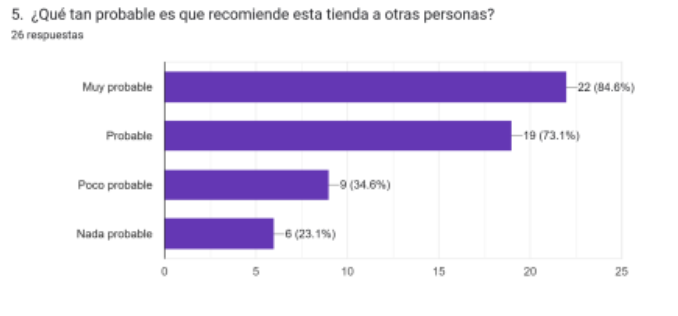 5. ¿Qué tan probable es que recomiende esta tienda a otras personas?
26 respuestas
Muy probable
22 (84.6%)
Probable
19 (73.1%)
Poco probable
9 (34.6%)
Nada probable
6 (23.1%)
0 5 10 15 20 25